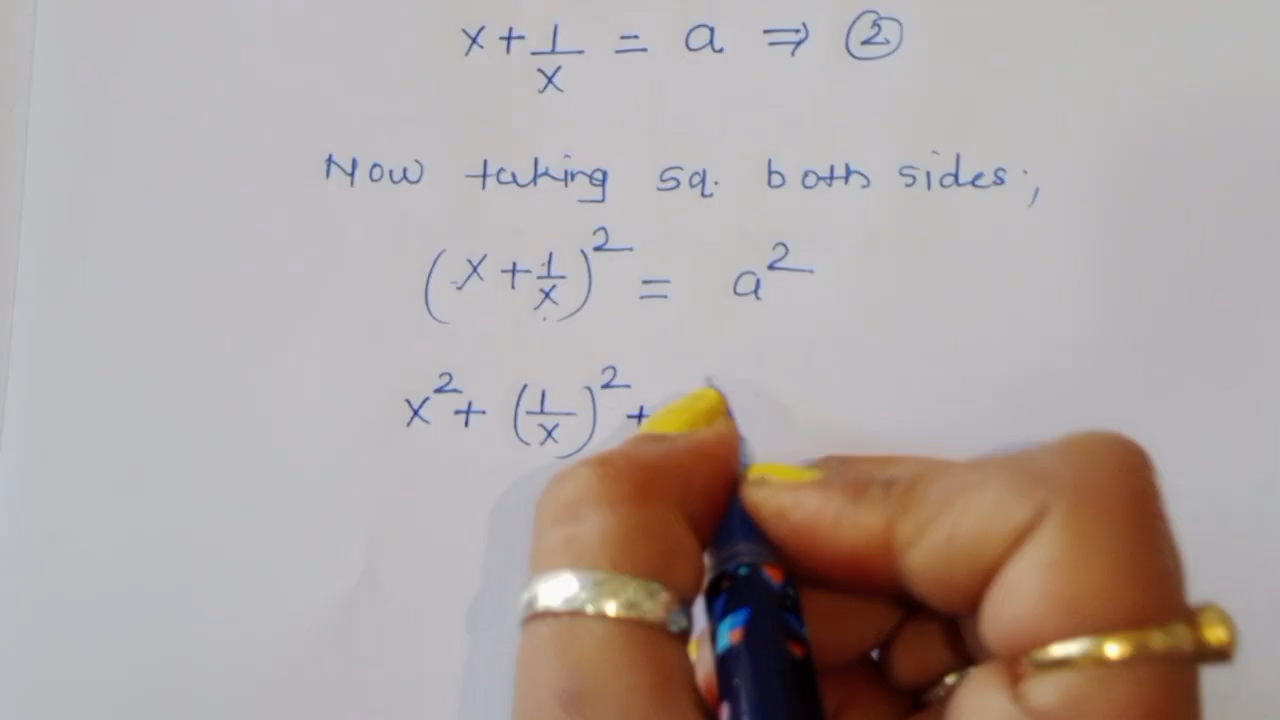 x + 1/x = a ⇒ ②
Now taking sq. both sides;
(x + 1/x)² = a²
x² + (1/x)² +